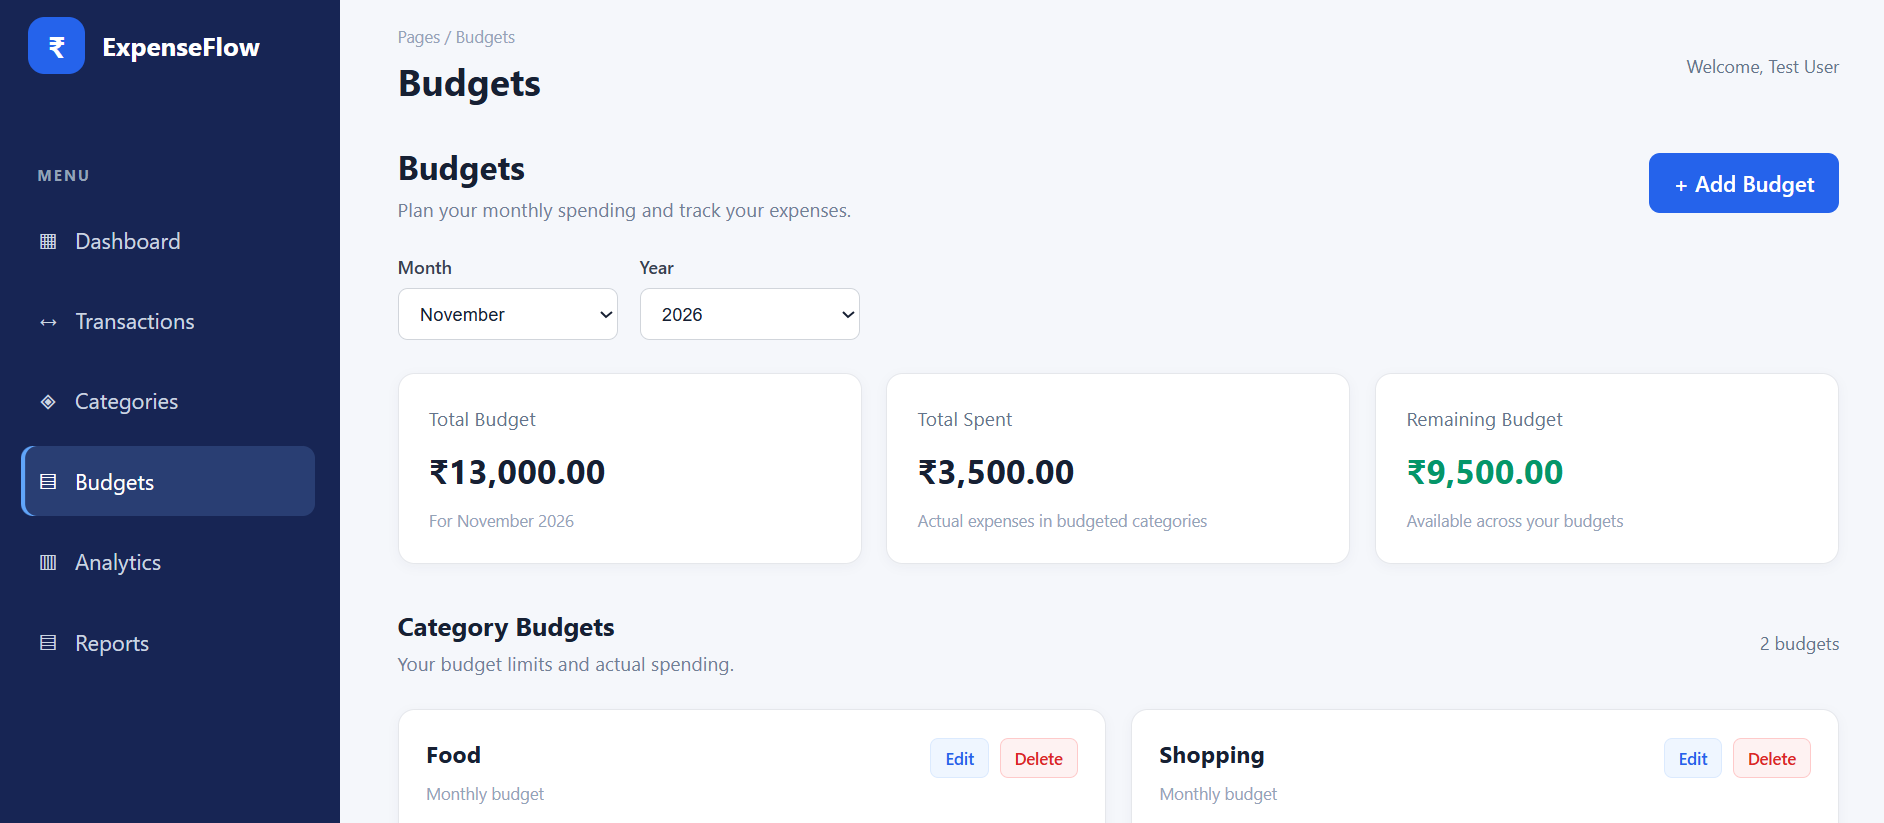 ₹ ExpenseFlow
MENU
Dashboard
Transactions
Categories
Budgets
Analytics
Reports
Pages / Budgets
Budgets
Welcome, Test User
Budgets
Plan your monthly spending and track your expenses.
+ Add Budget
Month
Year
November
2026
Total Budget
₹13,000.00
For November 2026
Total Spent
₹3,500.00
Actual expenses in budgeted categories
Remaining Budget
₹9,500.00
Available across your budgets
Category Budgets
Your budget limits and actual spending.
2 budgets
Food
Edit
Delete
Monthly budget
Shopping
Edit
Delete
Monthly budget